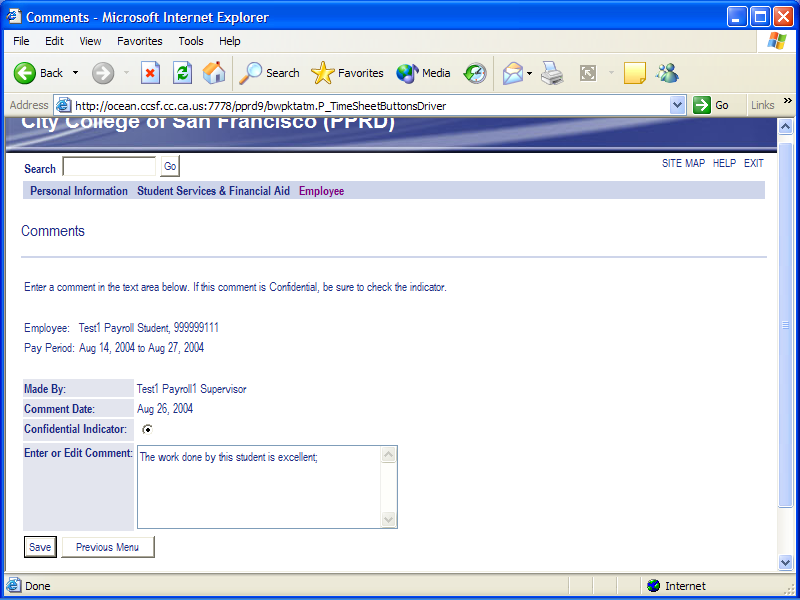 Comments - Microsoft Internet Explorer
File Edit View Favorites Tools Help
Back Search Favorites Media
Address http://ocean.ccsf.cc.ca.us:7778/pprd9/bwpktatm.P_TimeSheetButtonsDriver Go Links »
City College of San Francisco (PPRD)
Search Go SITE MAP HELP EXIT
Personal Information Student Services & Financial Aid Employee
Comments
Enter a comment in the text area below. If this comment is Confidential, be sure to check the indicator.
Employee: Test1 Payroll Student, 999999111
Pay Period: Aug 14, 2004 to Aug 27, 2004
Made By: Test1 Payroll1 Supervisor
Comment Date: Aug 26, 2004
Confidential Indicator:
Enter or Edit Comment: The work done by this student is excellent;
Save Previous Menu
Done Internet